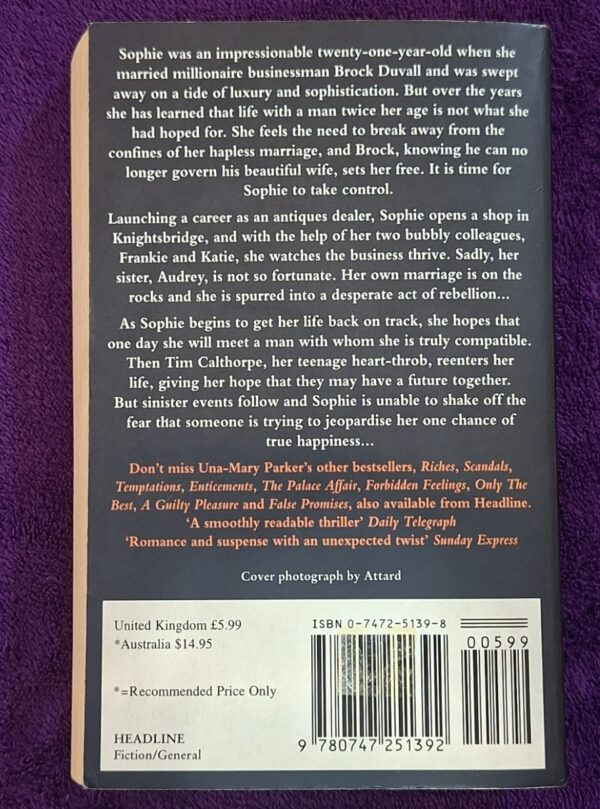 Sophie was an impressionable twenty-one-year-old when she
married millionaire businessman Brock Duvall and was swept
away on a tide of luxury and sophistication. But over the years
she has learned that life with a man twice her age is not what she
had hoped for. She feels the need to break away from the
confines of her hapless marriage, and Brock, knowing he can no
longer govern his beautiful wife, sets her free. It is time for
Sophie to take control.
Launching a career as an antiques dealer, Sophie opens a shop in
Knightsbridge, and with the help of her two bubbly colleagues,
Frankie and Katie, she watches the business thrive. Sadly, her
sister, Audrey, is not so fortunate. Her own marriage is on the
rocks and she is spurred into a desperate act of rebellion...
As Sophie begins to get her life back on track, she hopes that
one day she will meet a man with whom she is truly compatible.
Then Tim Calthorpe, her teenage heart-throb, reenters her
life, giving her hope that they may have a future together.
But sinister events follow and Sophie is unable to shake off the
fear that someone is trying to jeopardise her one chance of
true happiness...
Don't miss Una-Mary Parker's other bestsellers, Riches, Scandals,
Temptations, Enticements, The Palace Affair, Forbidden Feelings, Only The
Best, A Guilty Pleasure and False Promises, also available from Headline.
'A smoothly readable thriller' Daily Telegraph
'Romance and suspense with an unexpected twist' Sunday Express
Cover photograph by Attard
United Kingdom £5.99
*Australia $14.95
*=Recommended Price Only
HEADLINE
Fiction/General
ISBN 0-7472-5139-8
00599
9 780747 251392